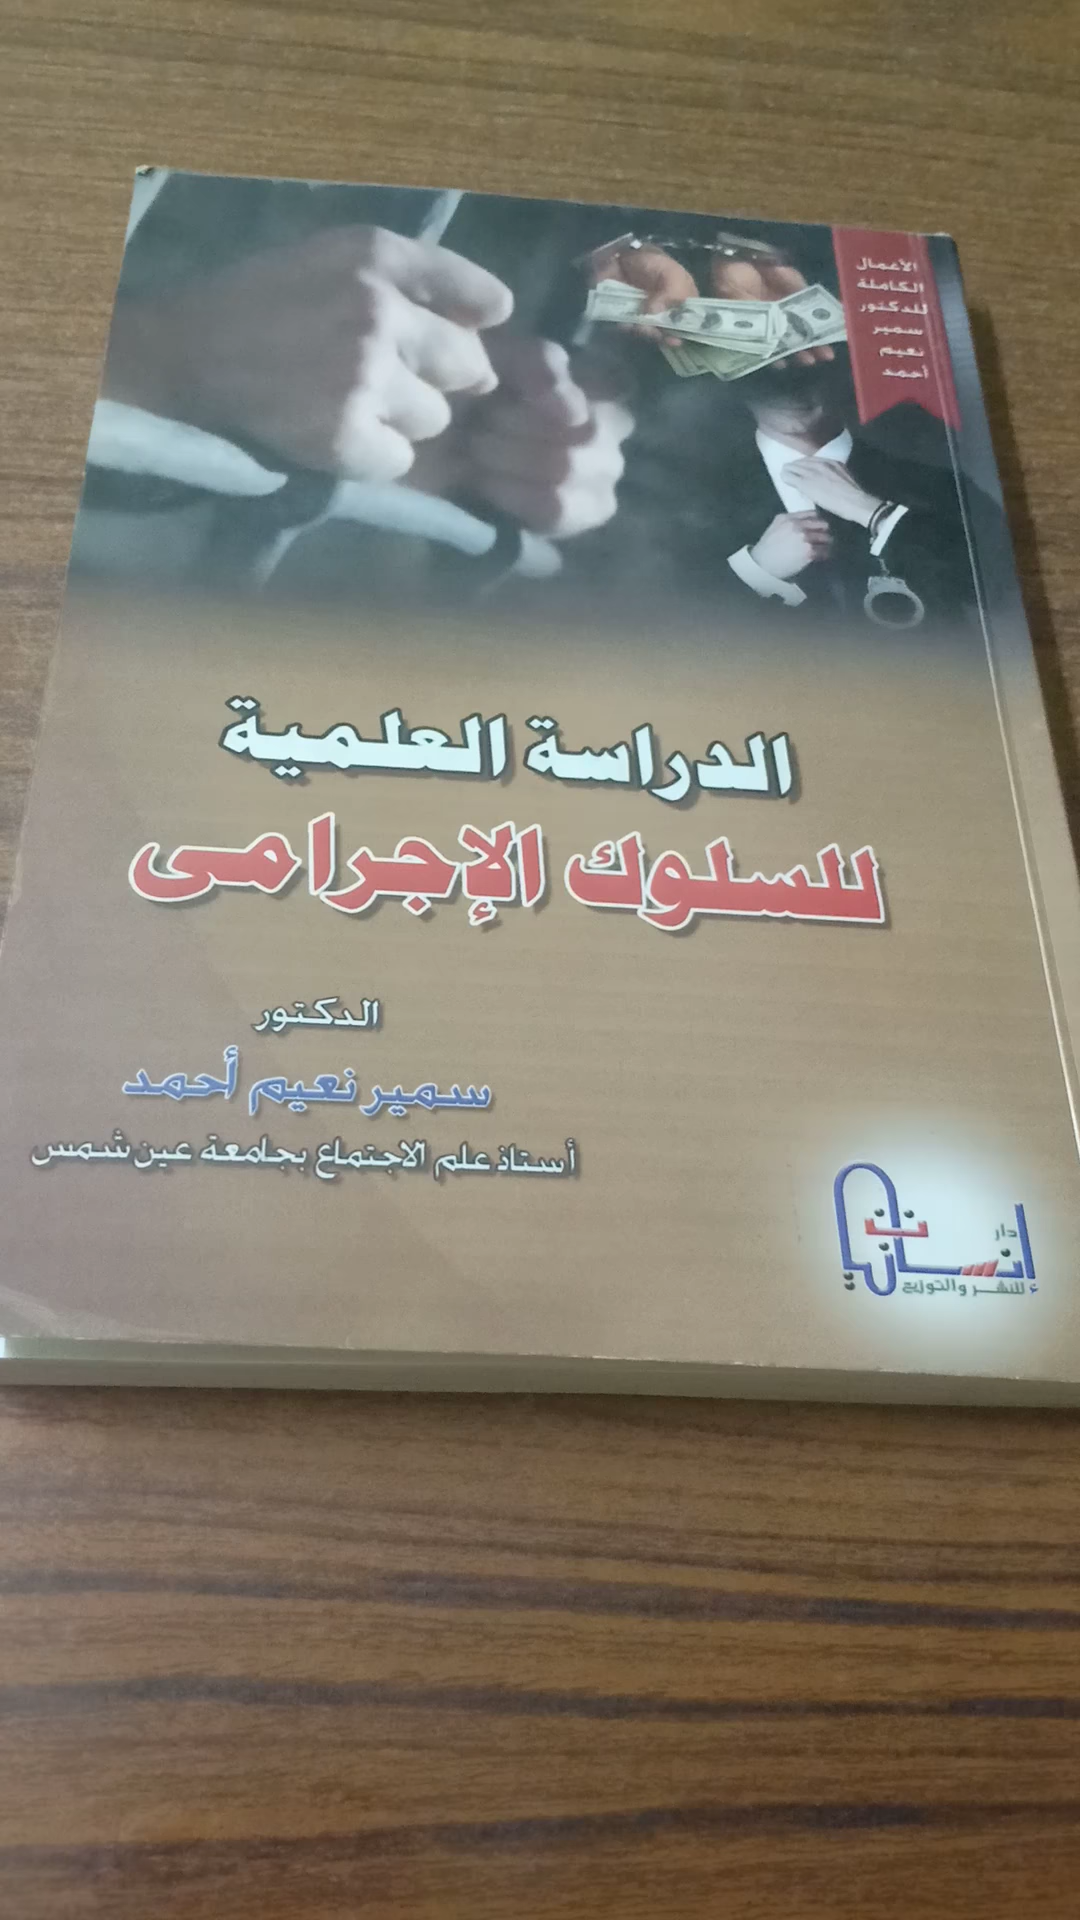 الأعمال
الكاملة
للدكتور
سمير
نعيم
أحمد
الدراسة العلمية
للسلوك الإجرامى
الدكتور
سمير نعيم أحمد
أستاذ علم الاجتماع بجامعة عين شمس
دار
إنسانيات
للنشر والتوزيع